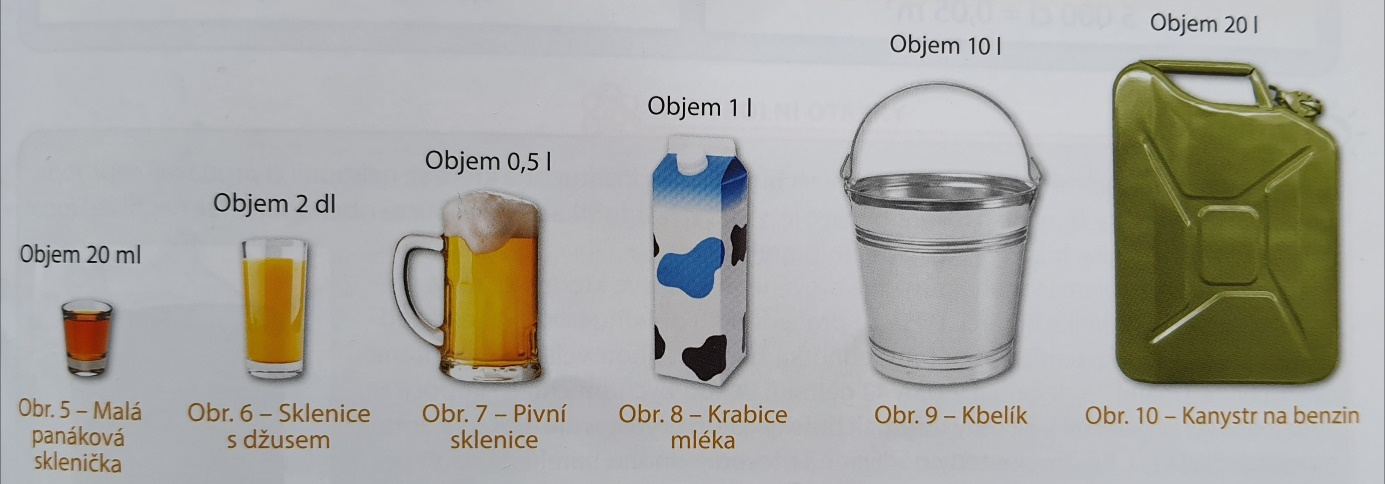 Objem 20 ml
Obr. 5 – Malá
panáková
sklenička
Objem 2 dl
Obr. 6 – Sklenice
s džusem
Objem 0,5 l
Obr. 7 – Pivní
sklenice
Objem 1 l
Obr. 8 – Krabice
mléka
Objem 10 l
Obr. 9 – Kbelík
Objem 20 l
Obr. 10 – Kanystr na benzin